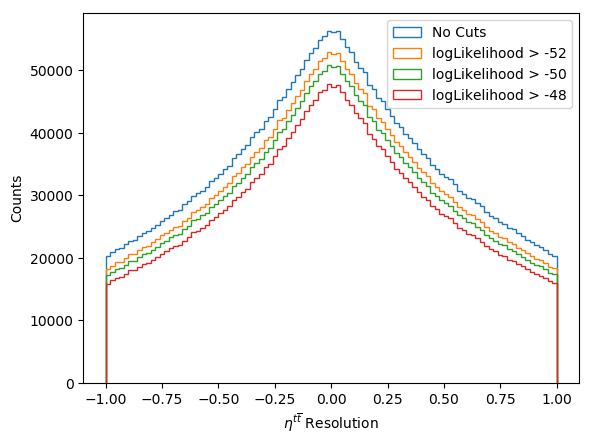 No Cuts
logLikelihood > -52
logLikelihood > -50
logLikelihood > -48
Counts
50000
40000
30000
20000
10000
0
−1.00 −0.75 −0.50 −0.25 0.00 0.25 0.50 0.75 1.00
η^{tt̅} Resolution